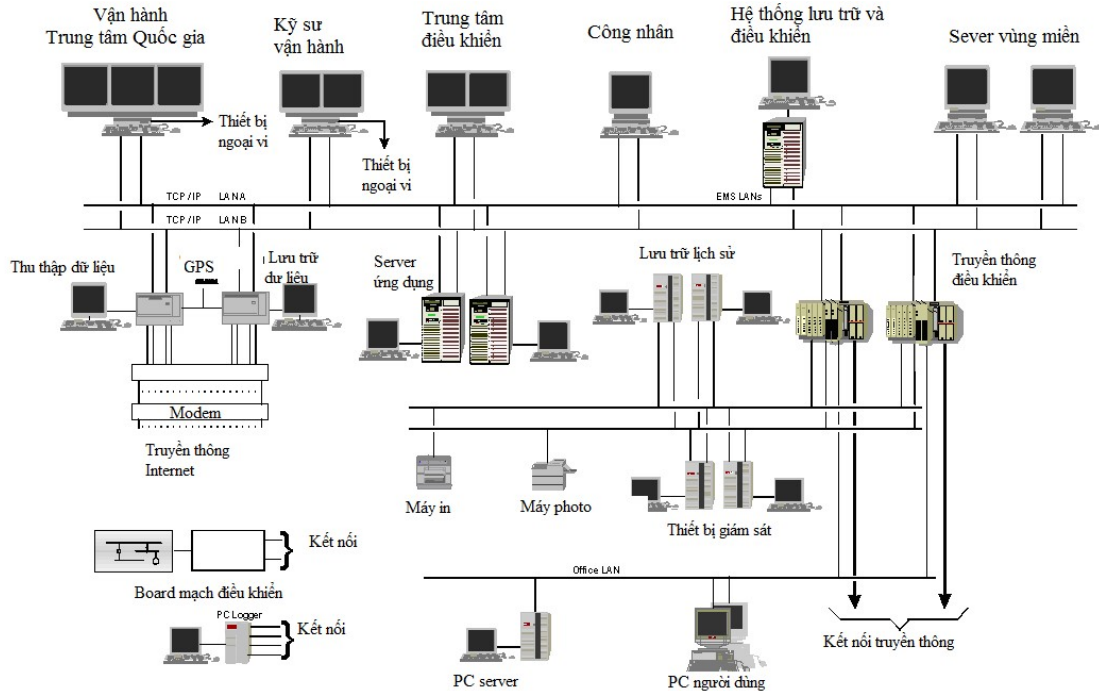 Vận hành
Trung tâm Quốc gia
Kỹ sư
vận hành
Trung tâm
điều khiển
Công nhân
Hệ thống lưu trữ và
điều khiển
Sever vùng miền
Thiết bị
ngoại vi
Thiết bị
ngoại vi
TCP/IP LAN A
EMS LANs
TCP/IP LAN B
Thu thập dữ liệu
GPS
Lưu trữ
dư liêu
Server
ứng dụng
Lưu trữ lịch sử
Truyền thông
điều khiển
Modem
Truyền thông
Internet
Máy in
Máy photo
Thiết bị giám sát
Kết nối
Board mạch điều khiển
Office LAN
PC Logger
Kết nối
Kết nối truyền thông
PC server
PC người dùng